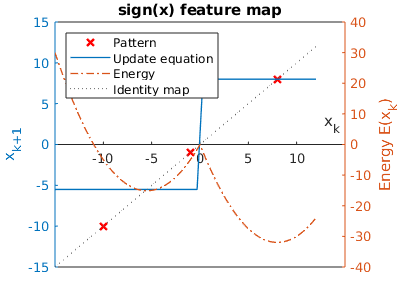 sign(x) feature map
15
10
5
0
-5
-10
-15
x_{k+1}
Pattern
Update equation
Energy
Identity map
-10
-5
0
5
10
x_k
40
30
20
10
0
-10
-20
-30
-40
Energy E(x_k)